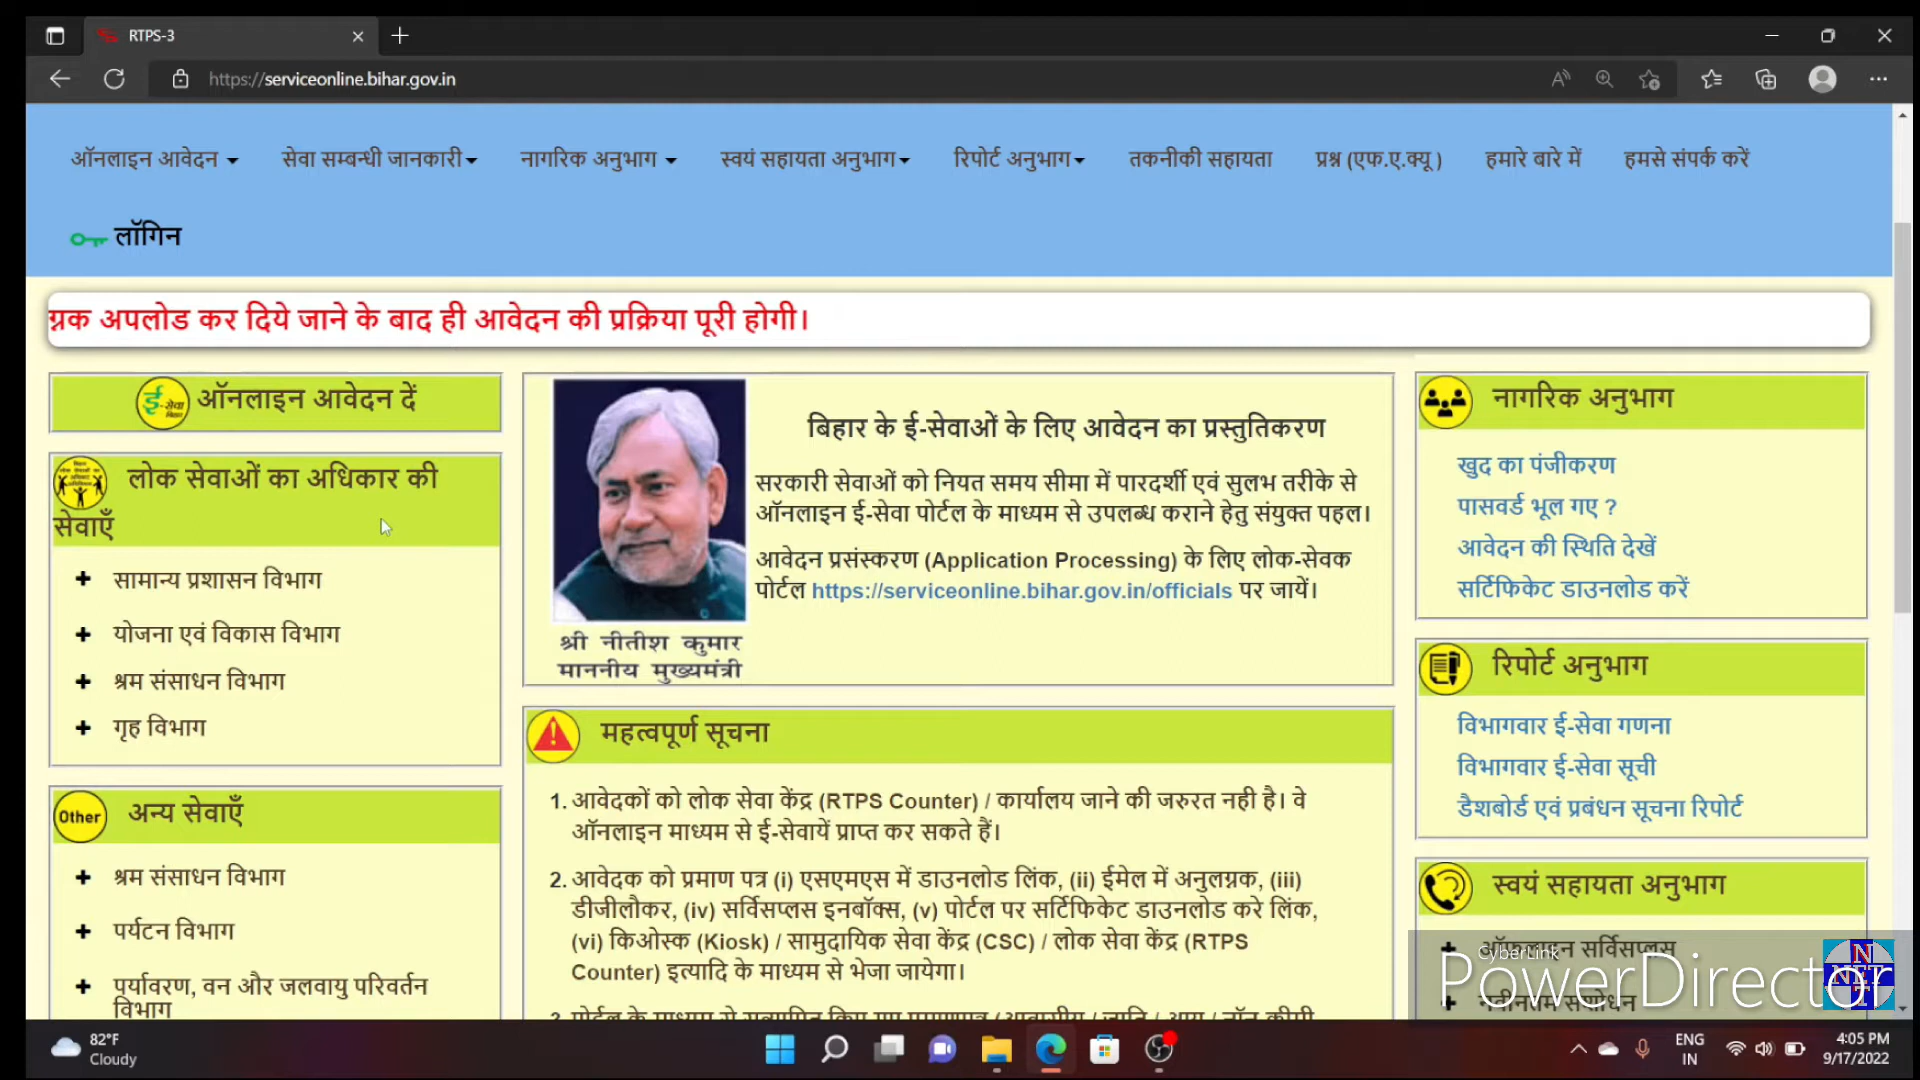 RTPS-3
https://serviceonline.bihar.gov.in
ऑनलाइन आवेदन
सेवा सम्बन्धी जानकारी
नागरिक अनुभाग
स्वयं सहायता अनुभाग
रिपोर्ट अनुभाग
तकनीकी सहायता
प्रश्न (एफ.ए.क्यू )
हमारे बारे में
हमसे संपर्क करें
लॉगिन
ग्नक अपलोड कर दिये जाने के बाद ही आवेदन की प्रक्रिया पूरी होगी।
ऑनलाइन आवेदन दें
लोक सेवाओं का अधिकार की
सेवाएँ
सामान्य प्रशासन विभाग
योजना एवं विकास विभाग
श्रम संसाधन विभाग
गृह विभाग
Other अन्य सेवाएँ
श्रम संसाधन विभाग
पर्यटन विभाग
पर्यावरण, वन और जलवायु परिवर्तन
विभाग
बिहार के ई-सेवाओं के लिए आवेदन का प्रस्तुतिकरण
सरकारी सेवाओं को नियत समय सीमा में पारदर्शी एवं सुलभ तरीके से
ऑनलाइन ई-सेवा पोर्टल के माध्यम से उपलब्ध कराने हेतु संयुक्त पहल।
आवेदन प्रसंस्करण (Application Processing) के लिए लोक-सेवक
पोर्टल https://serviceonline.bihar.gov.in/officials पर जायें।
श्री नीतीश कुमार
माननीय मुख्यमंत्री
महत्वपूर्ण सूचना
1. आवेदकों को लोक सेवा केंद्र (RTPS Counter) / कार्यालय जाने की जरुरत नही है। वे
ऑनलाइन माध्यम से ई-सेवायें प्राप्त कर सकते हैं।
2. आवेदक को प्रमाण पत्र (i) एसएमएस में डाउनलोड लिंक, (ii) ईमेल में अनुलग्नक, (iii)
डीजीलौकर, (iv) सर्विसप्लस इनबॉक्स, (v) पोर्टल पर सर्टिफिकेट डाउनलोड करे लिंक,
(vi) किओस्क (Kiosk) / सामुदायिक सेवा केंद्र (CSC) / लोक सेवा केंद्र (RTPS
Counter) इत्यादि के माध्यम से भेजा जायेगा।
नागरिक अनुभाग
खुद का पंजीकरण
पासवर्ड भूल गए ?
आवेदन की स्थिति देखें
सर्टिफिकेट डाउनलोड करें
रिपोर्ट अनुभाग
विभागवार ई-सेवा गणना
विभागवार ई-सेवा सूची
डैशबोर्ड एवं प्रबंधन सूचना रिपोर्ट
स्वयं सहायता अनुभाग
ऑफलाइन सर्विसप्लस
CyberLink
PowerDirector
82°F
Cloudy
ENG
IN
4:05 PM
9/17/2022